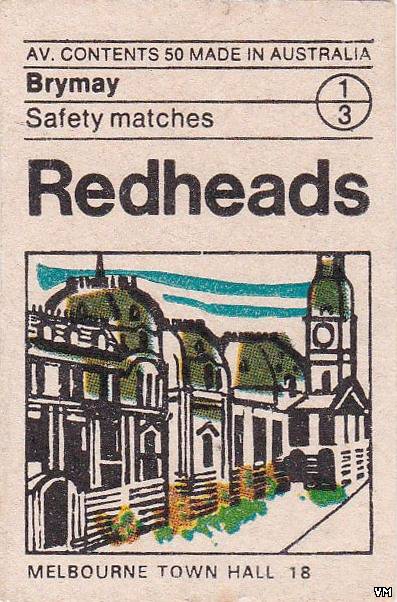 AV. CONTENTS 50 MADE IN AUSTRALIA
Brymay
Safety matches
1
3
Redheads
MELBOURNE TOWN HALL 18
VM